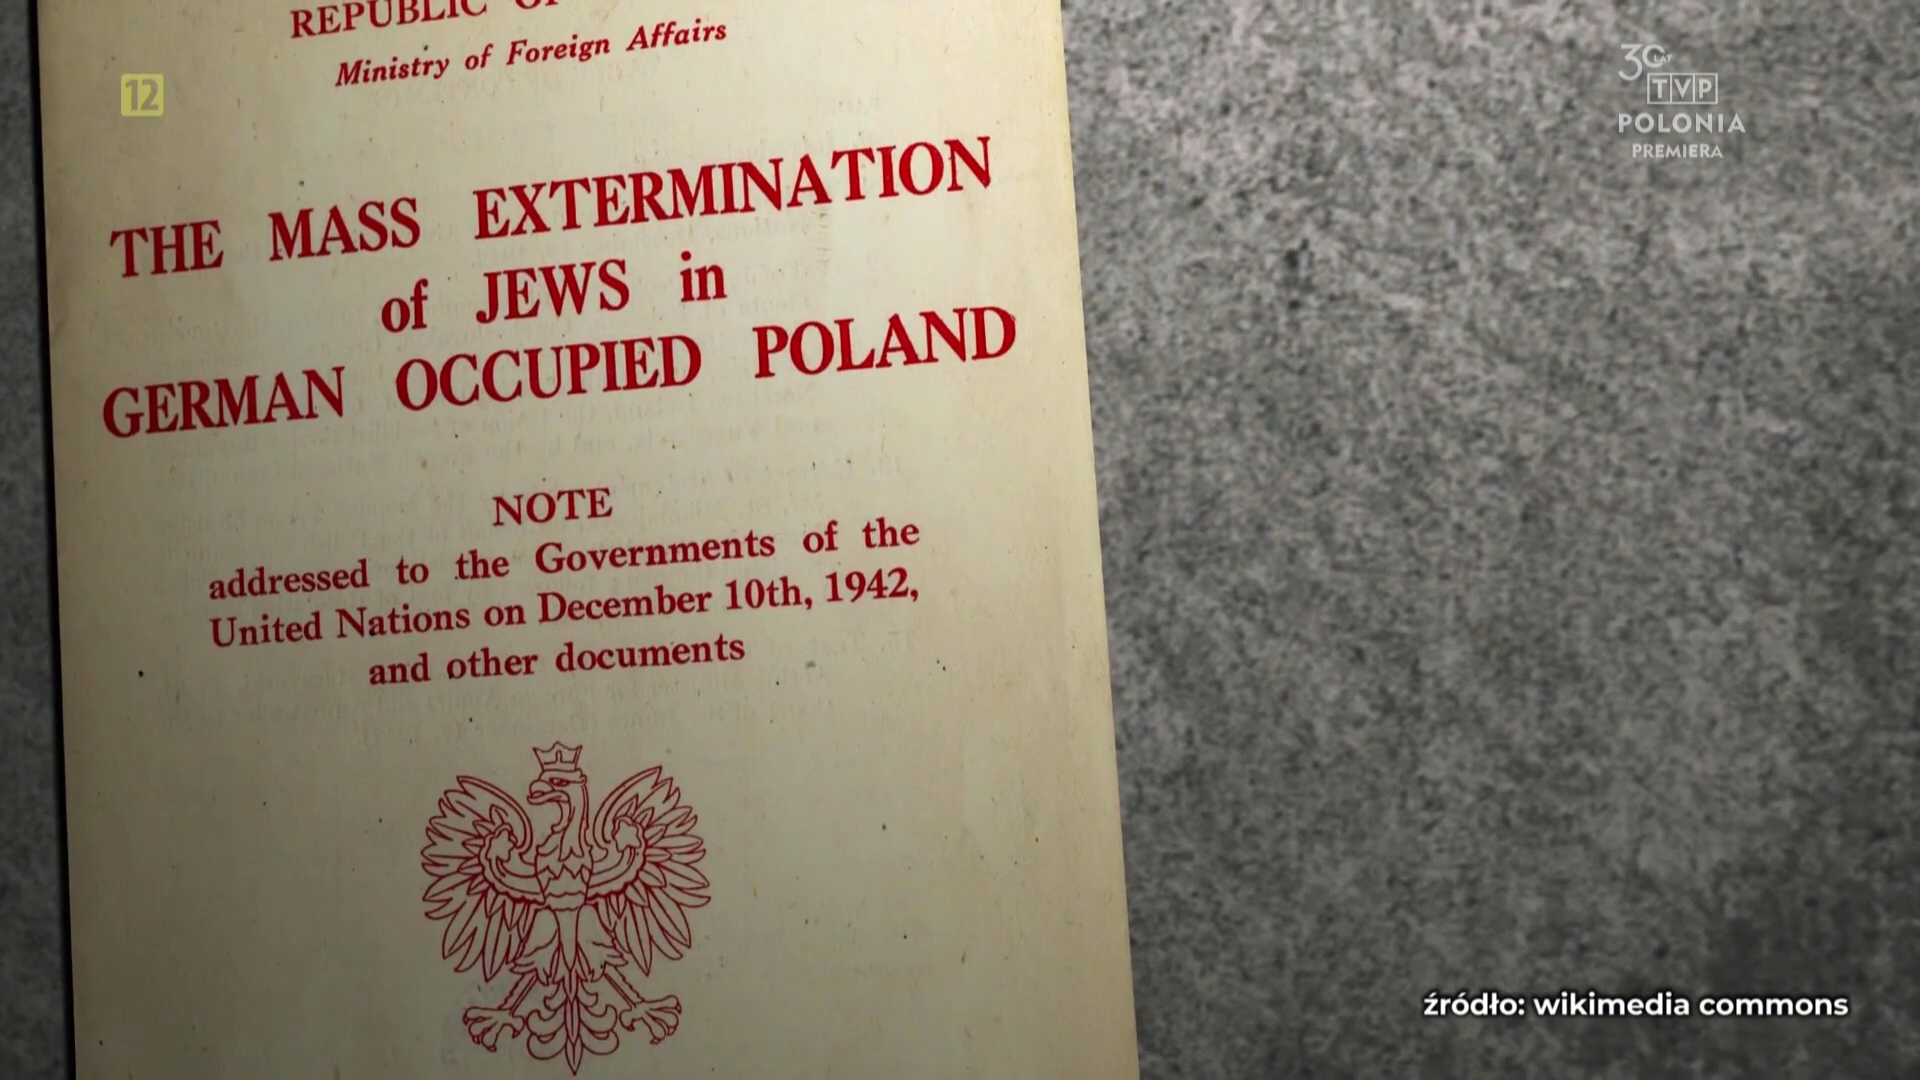 REPUBLIC
Ministry of Foreign Affairs
12
30 LAT
TVP
POLONIA
PREMIERA
THE MASS EXTERMINATION
of JEWS in
GERMAN OCCUPIED POLAND
NOTE
addressed to the Governments of the
United Nations on December 10th, 1942,
and other documents
źródło: wikimedia commons